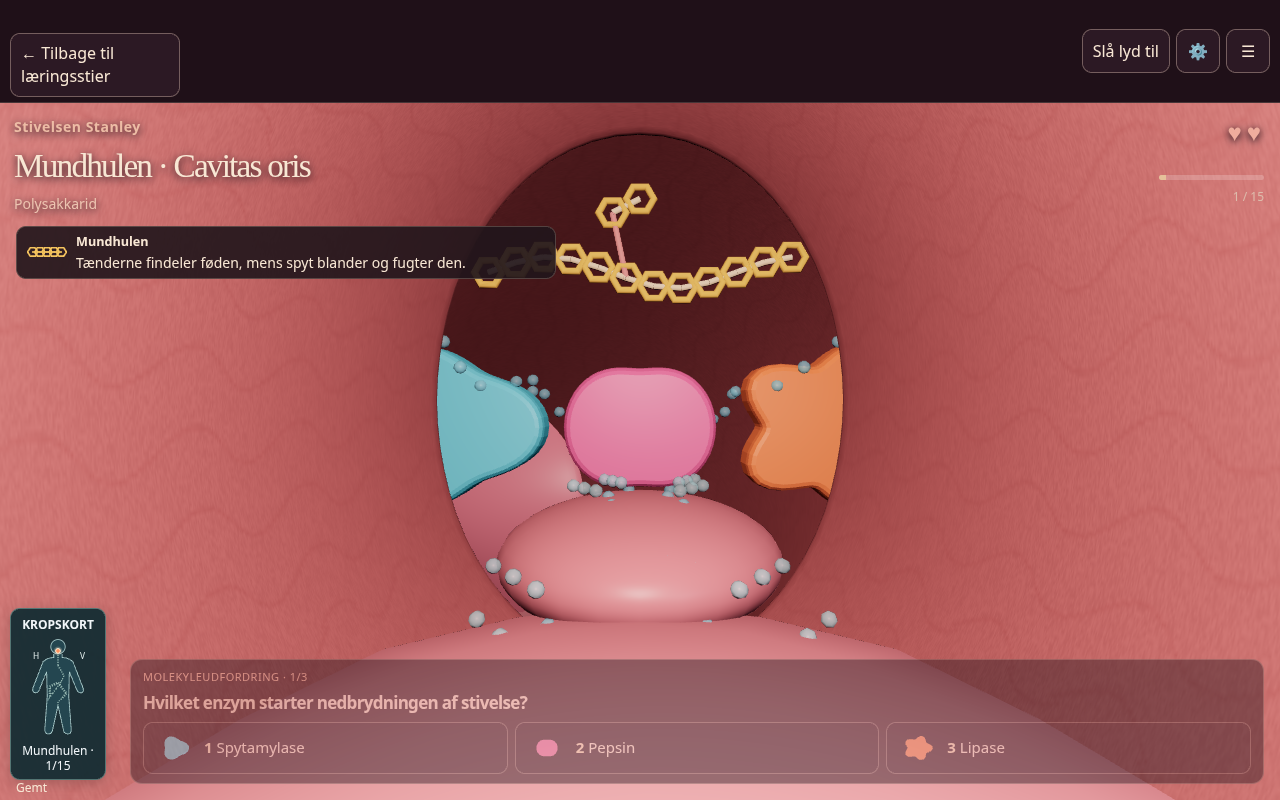 ← Tilbage til
læringsstier
Slå lyd til
Stivelsen Stanley
Mundhulen · Cavitas oris
Polysakkarid
1 / 15
Mundhulen
Tænderne findeler føden, mens spyt blander og fugter den.
KROPSKORT
H V
Mundhulen ·
1/15
Gemt
MOLEKYLEUDFORDRING · 1/3
Hvilket enzym starter nedbrydningen af stivelse?
1 Spytamylase
2 Pepsin
3 Lipase